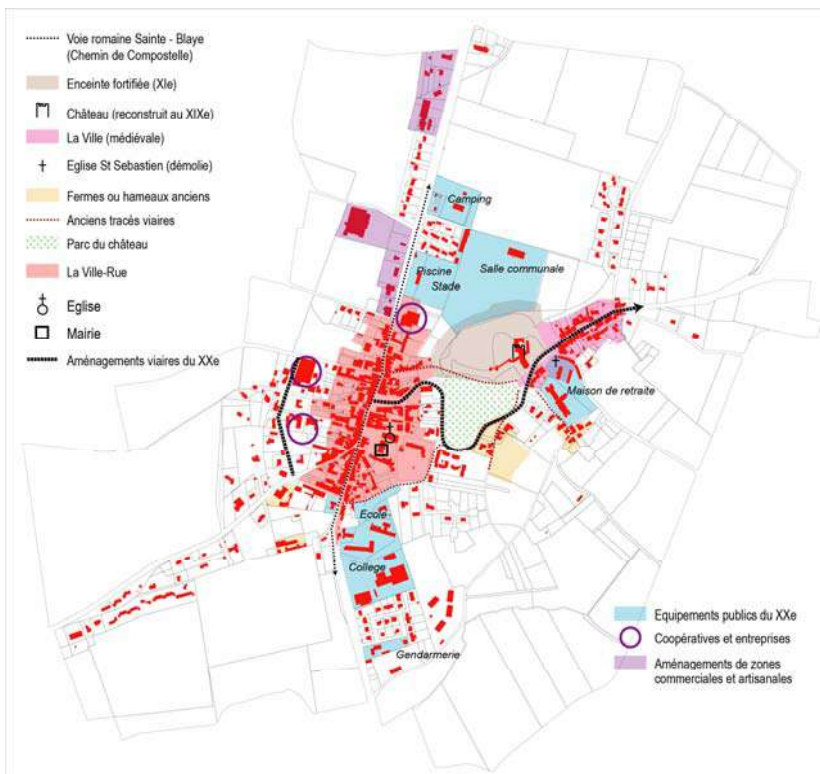 Voie romaine Sainte - Blaye
(Chemin de Compostelle)
Enceinte fortifiée (XIe)
Château (reconstruit au XIXe)
La Ville (médiévale)
Eglise St Sebastien (démolie)
Fermes ou hameaux anciens
Anciens tracés viaires
Parc du château
La Ville-Rue
Eglise
Mairie
Aménagements viaires du XXe
Camping
Piscine
Stade
Salle communale
Maison de retraite
Ecole
College
Gendarmerie
Equipements publics du XXe
Coopératives et entreprises
Aménagements de zones
commerciales et artisanales